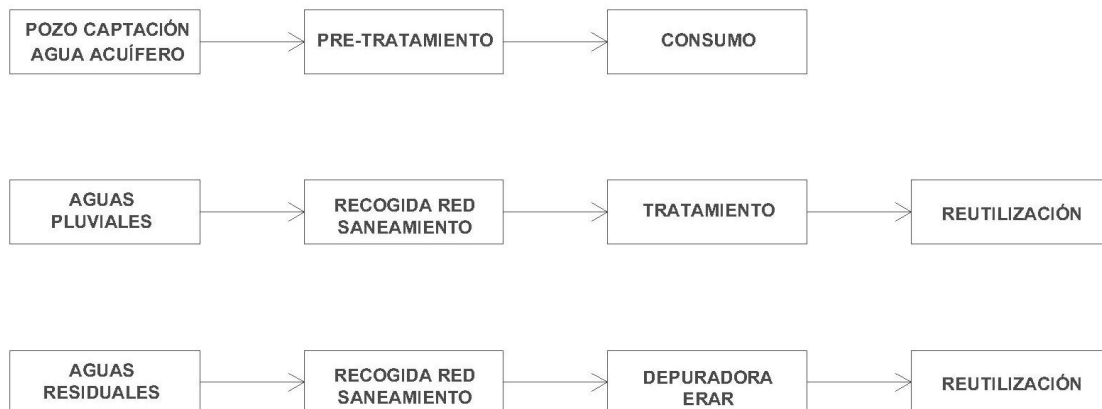 POZO CAPTACIÓN
AGUA ACUÍFERO
PRE-TRATAMIENTO
CONSUMO
AGUAS
PLUVIALES
RECOGIDA RED
SANEAMIENTO
TRATAMIENTO
REUTILIZACIÓN
AGUAS
RESIDUALES
RECOGIDA RED
SANEAMIENTO
DEPURADORA
ERAR
REUTILIZACIÓN